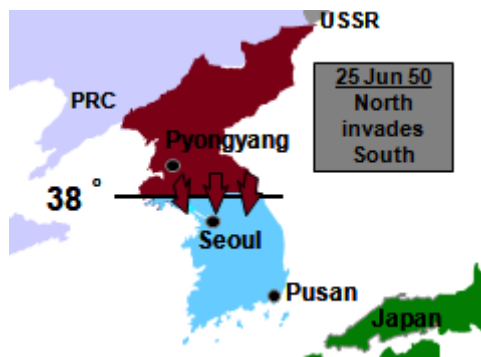 USSR
25 Jun 50
North
invades
South
PRC
Pyongyang
38 °
Seoul
Pusan
Japan